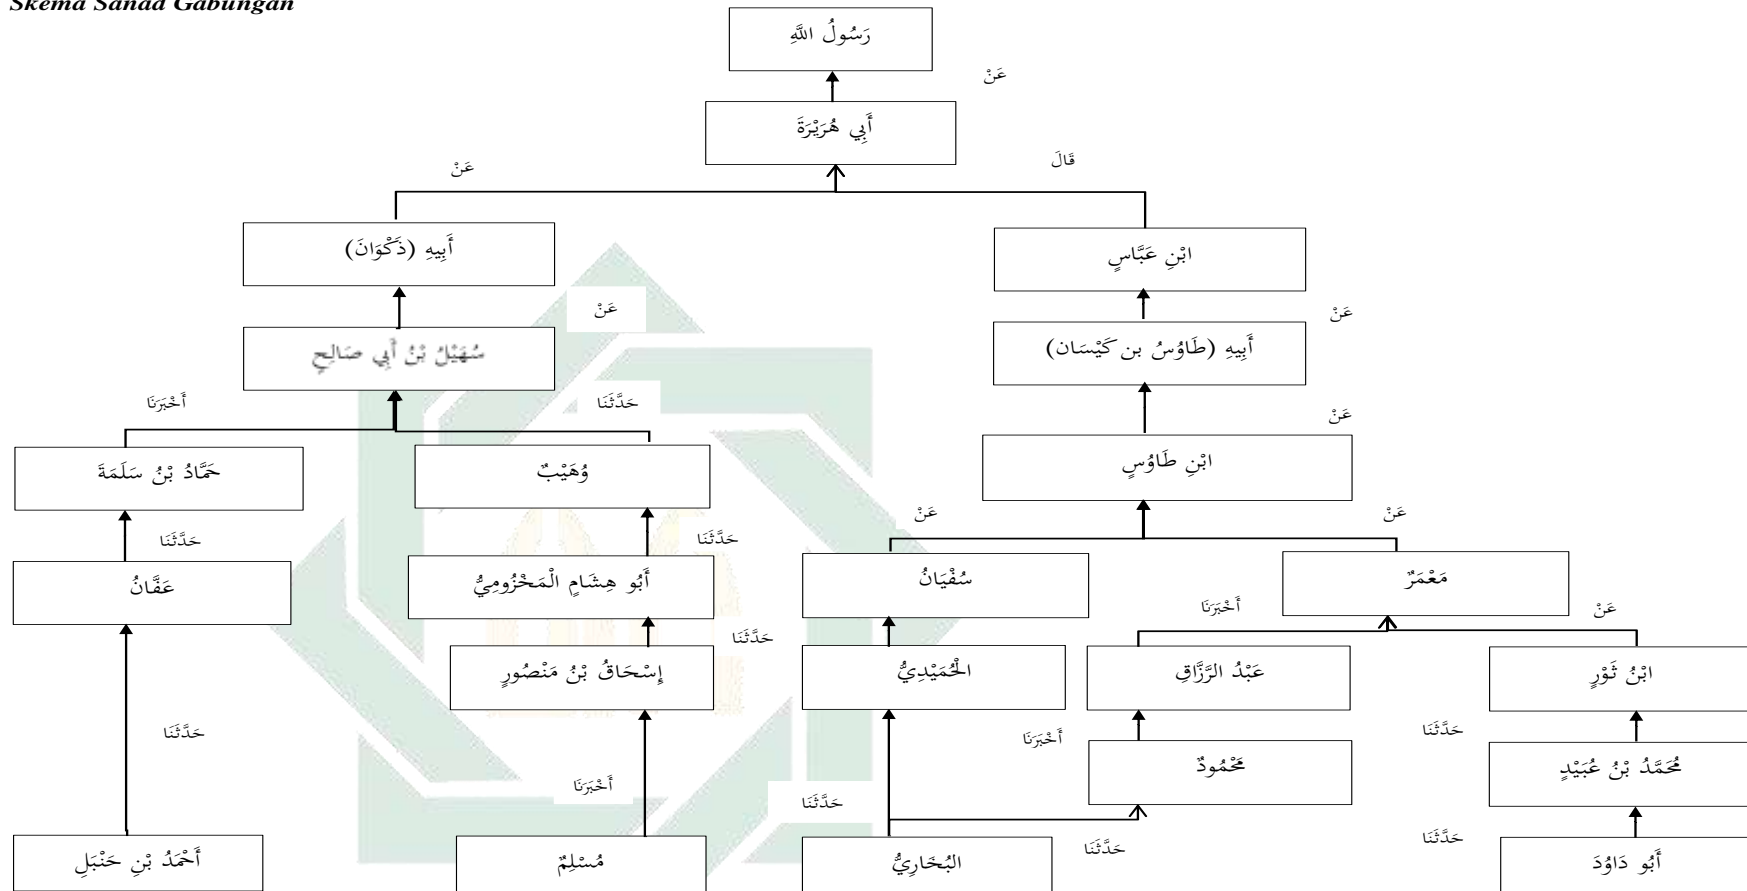 Skema Sanad Gabungan
رَسُولُ اللَّهِ
عَنْ
أَبِي هُرَيْرَةَ
قَالَ
عَنْ
أَبِيهِ (ذَكْوَانَ)
ابْنِ عَبَّاسٍ
عَنْ
عَنْ
سُهَيْلُ بْنُ أَبِي صَالِحٍ
أَبِيهِ (طَاوُسُ بن كَيْسَان)
أَخْبَرَنَا
حَدَّثَنَا
عَنْ
حَمَّادُ بْنُ سَلَمَةَ
وُهَيْبٌ
ابْنِ طَاوُسٍ
عَنْ
عَنْ
حَدَّثَنَا
حَدَّثَنَا
عَفَّانُ
أَبُو هِشَامٍ الْمَخْزُومِيُّ
سُفْيَانُ
مَعْمَرٌ
أَخْبَرَنَا
عَنْ
حَدَّثَنَا
إِسْحَاقُ بْنُ مَنْصُورٍ
الْحُمَيْدِيُّ
عَبْدُ الرَّزَّاقِ
ابْنُ ثَوْرٍ
حَدَّثَنَا
أَخْبَرَنَا
حَدَّثَنَا
مَحْمُودٌ
مُحَمَّدُ بْنُ عُبَيْدٍ
أَخْبَرَنَا
حَدَّثَنَا
حَدَّثَنَا
حَدَّثَنَا
أَحْمَدُ بْنِ حَنْبَلِ
مُسْلِمٌ
البُخَارِيُّ
أَبُو دَاوُدَ